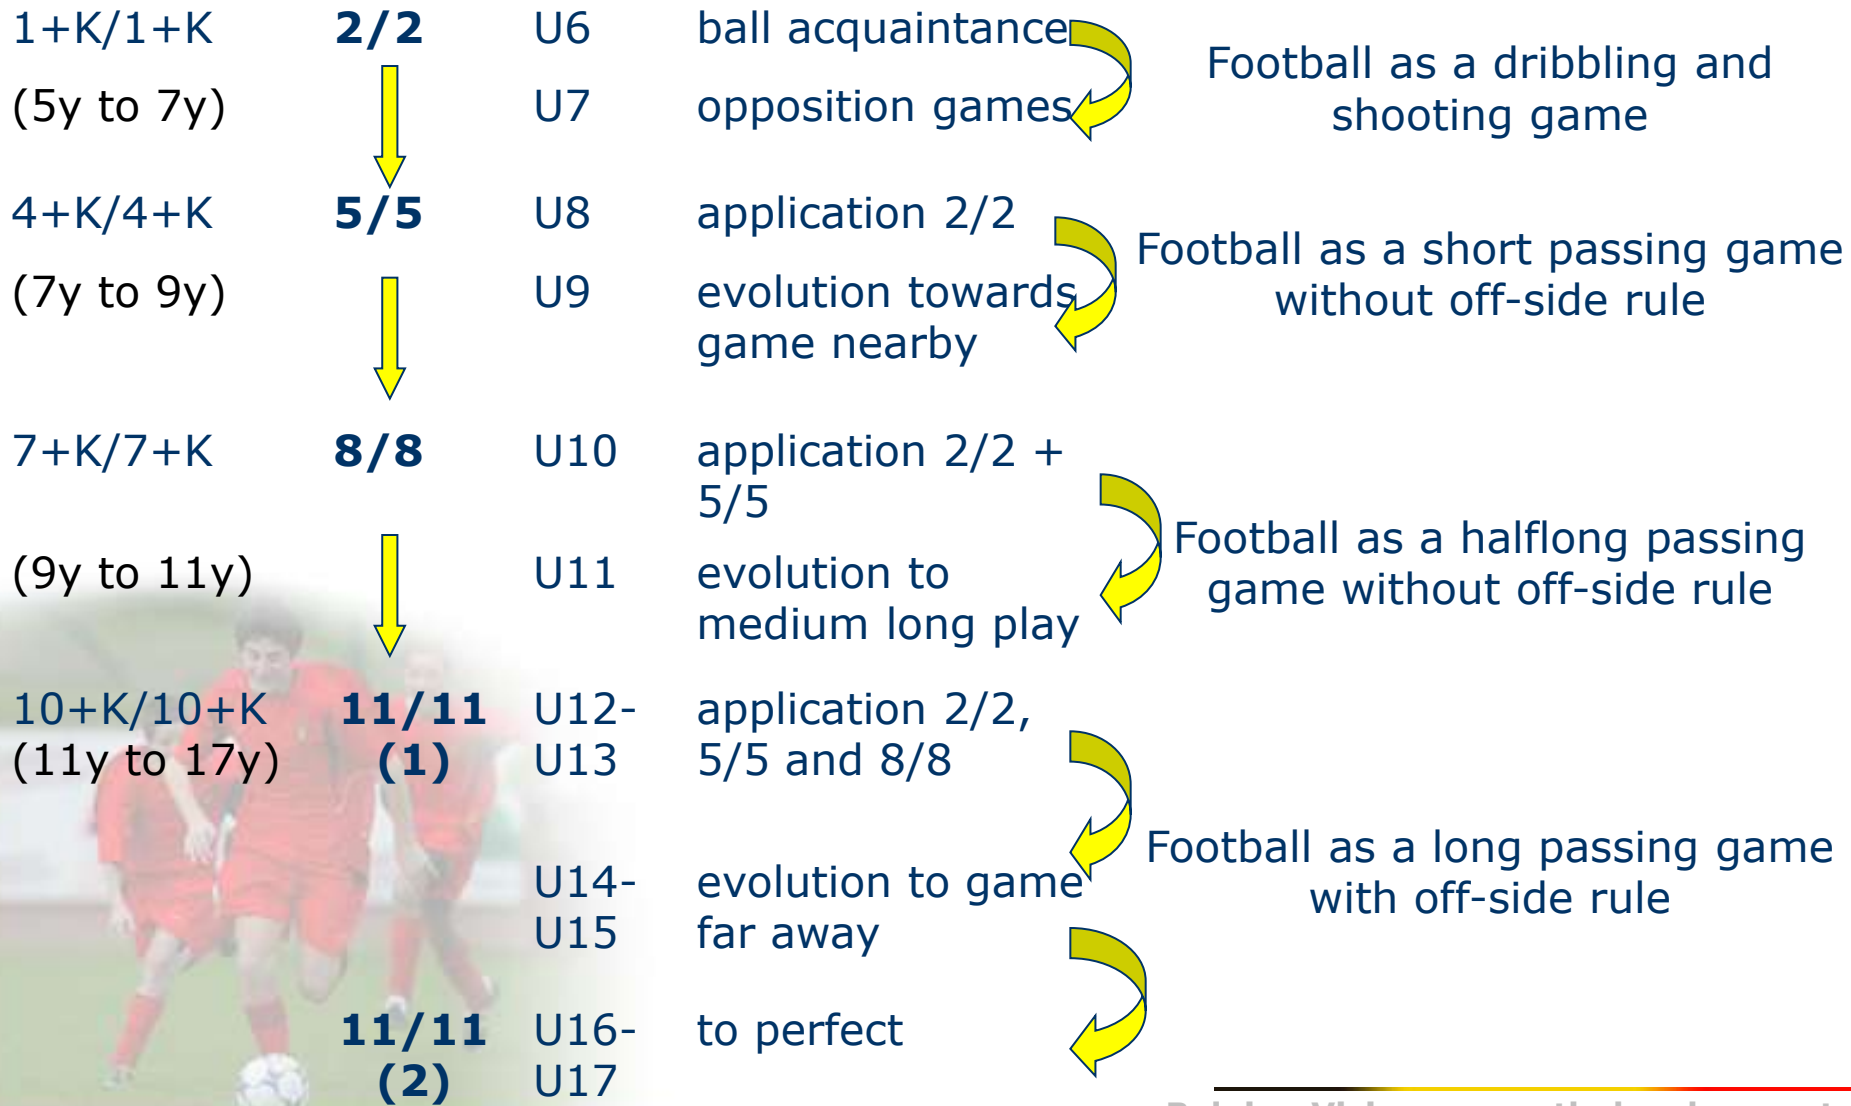 1+K/1+K 2/2 U6 ball acquaintance
Football as a dribbling and
shooting game
(5y to 7y) U7 opposition games
4+K/4+K 5/5 U8 application 2/2
Football as a short passing game
without off-side rule
(7y to 9y) U9 evolution towards
game nearby
7+K/7+K 8/8 U10 application 2/2 +
5/5
Football as a halflong passing
game without off-side rule
(9y to 11y) U11 evolution to
medium long play
10+K/10+K 11/11 U12- application 2/2,
(11y to 17y) (1) U13 5/5 and 8/8
Football as a long passing game
with off-side rule
U14- evolution to game
U15 far away
11/11 U16- to perfect
(2) U17